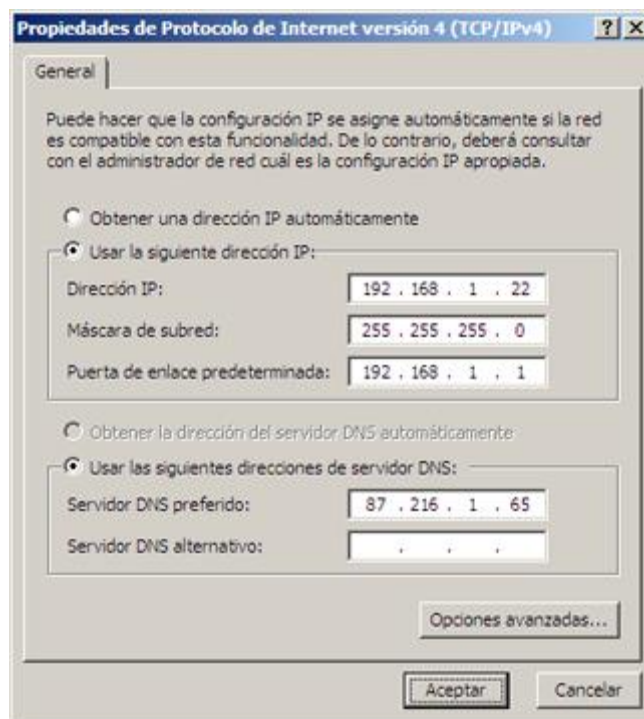 Propiedades de Protocolo de Internet versión 4 (TCP/IPv4)
General
Puede hacer que la configuración IP se asigne automáticamente si la red
es compatible con esta funcionalidad. De lo contrario, deberá consultar
con el administrador de red cuál es la configuración IP apropiada.
Obtener una dirección IP automáticamente
Usar la siguiente dirección IP:
Dirección IP: 192 . 168 . 1 . 22
Máscara de subred: 255 . 255 . 255 . 0
Puerta de enlace predeterminada: 192 . 168 . 1 . 1
Obtener la dirección del servidor DNS automáticamente
Usar las siguientes direcciones de servidor DNS:
Servidor DNS preferido: 87 . 216 . 1 . 65
Servidor DNS alternativo: . . .
Opciones avanzadas...
Aceptar Cancelar